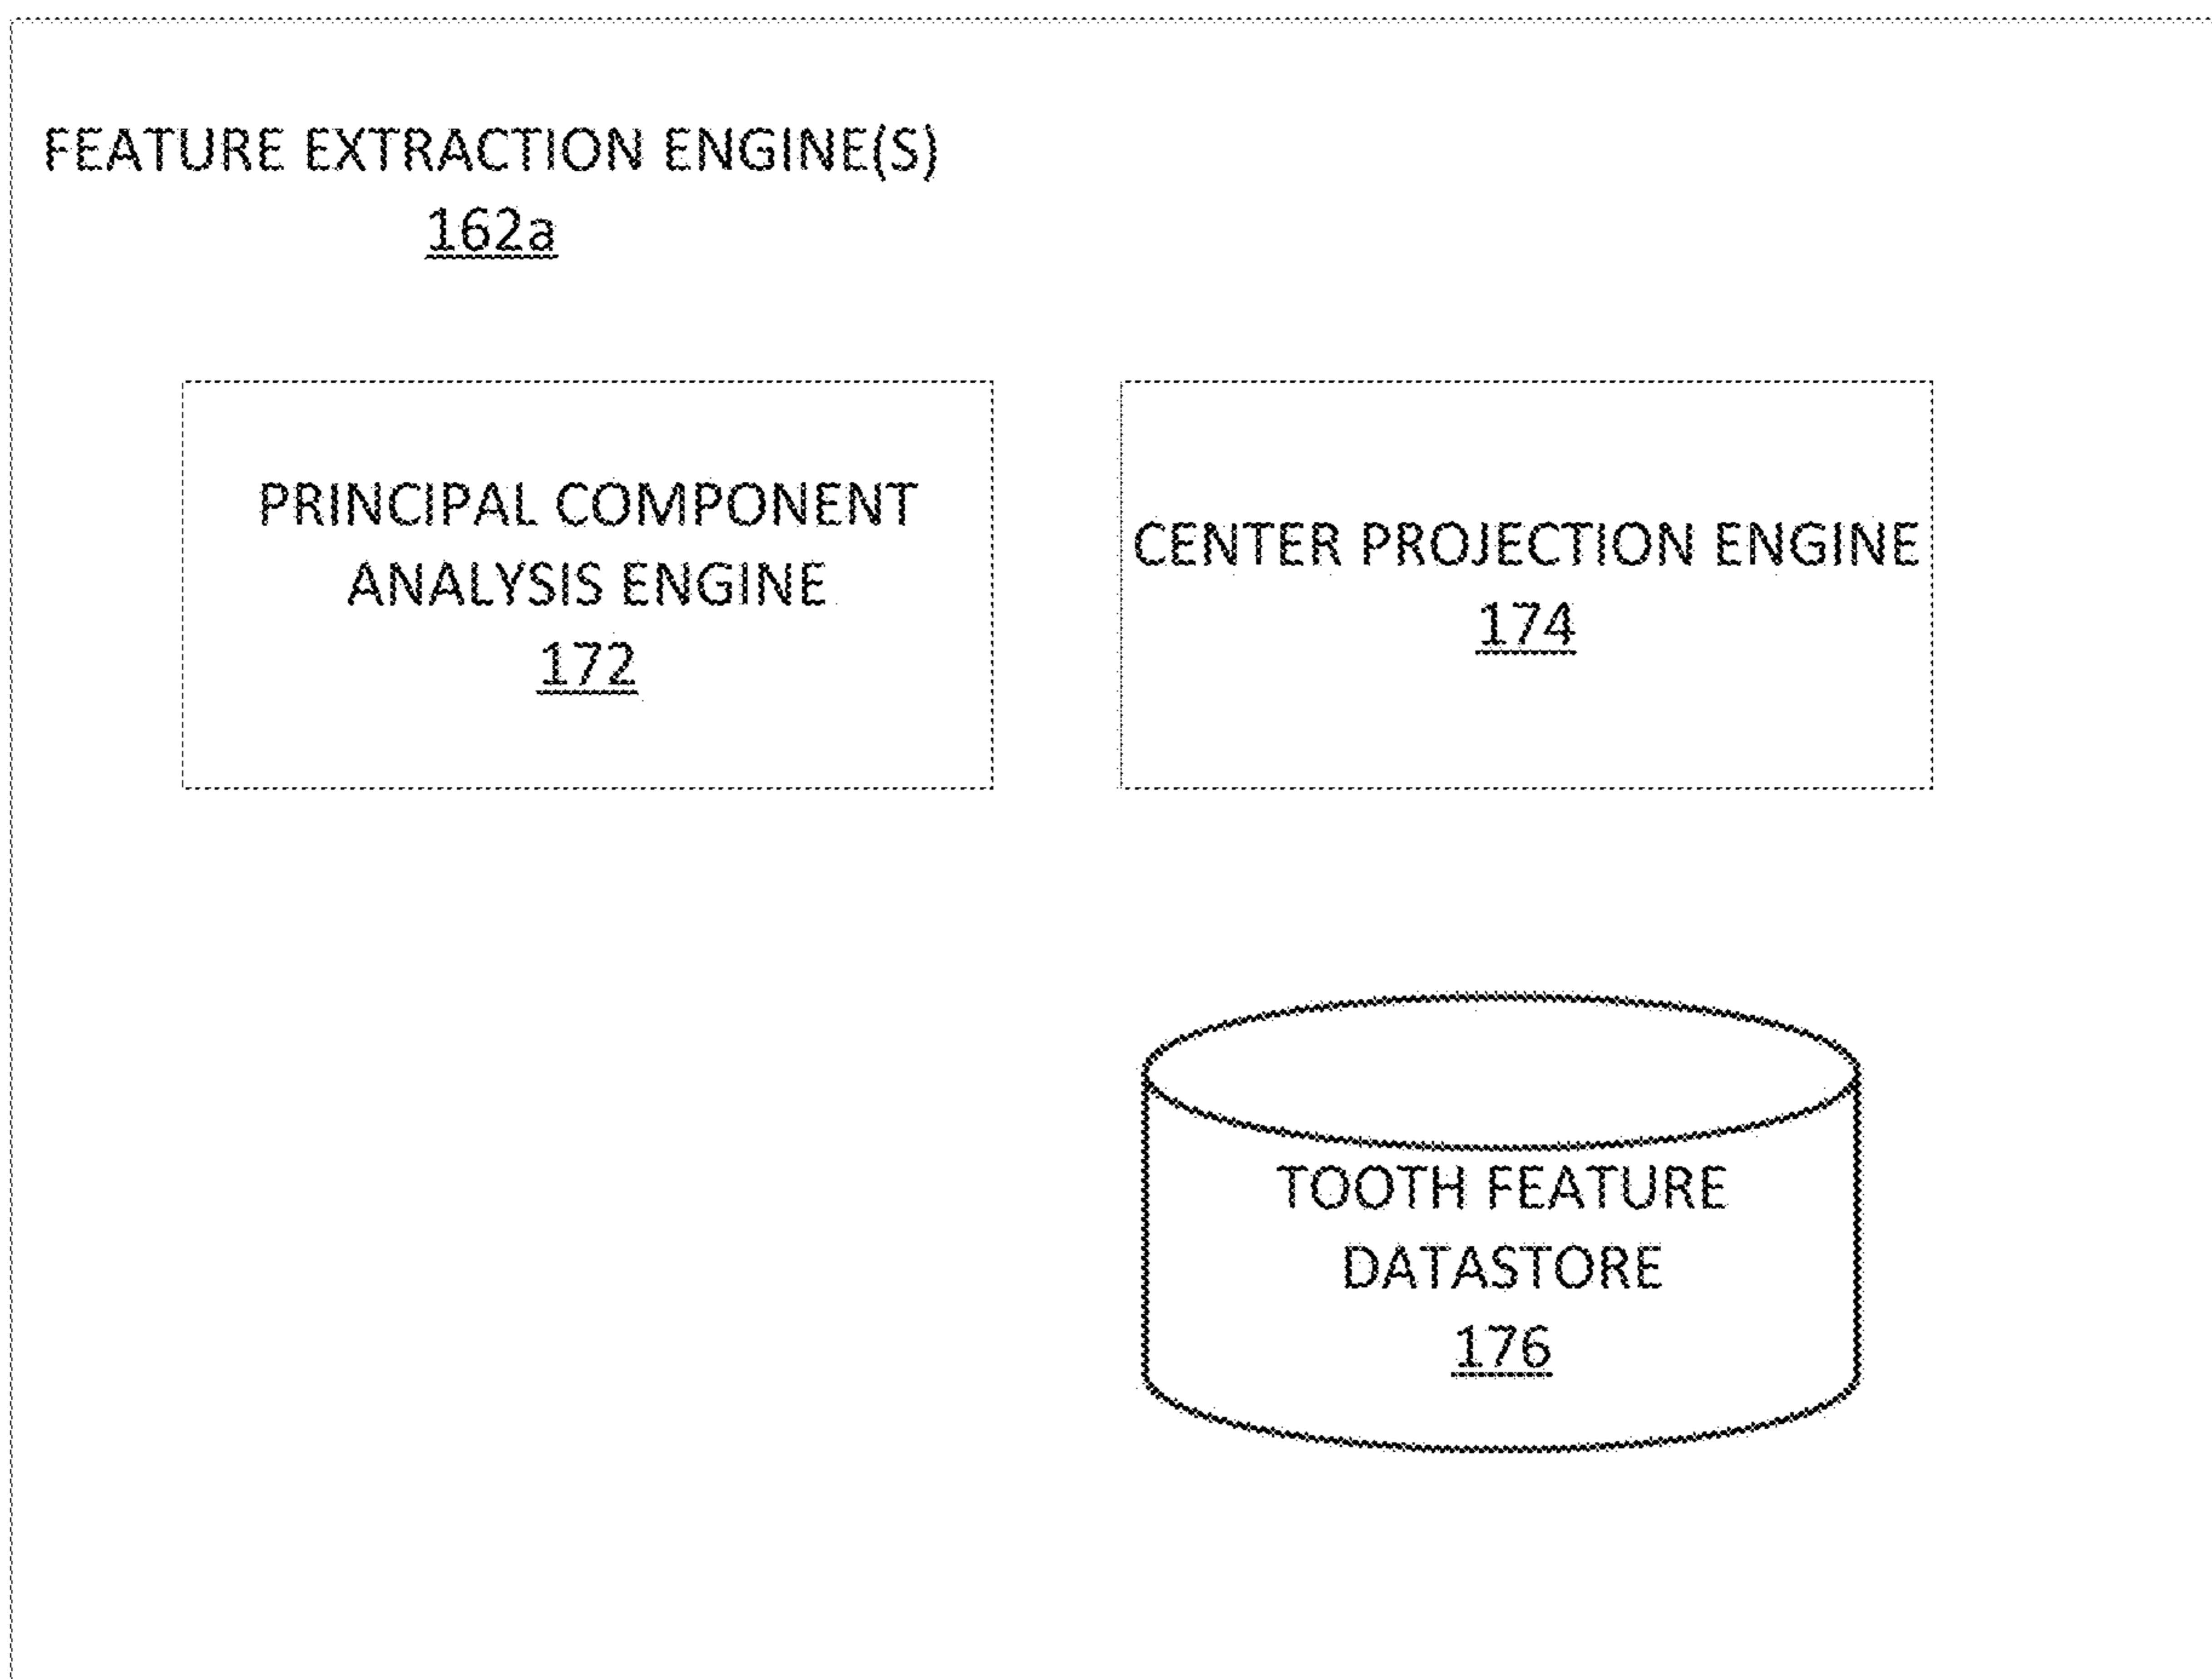 FEATURE EXTRACTION ENGINE(S)
162a
PRINCIPAL COMPONENT
ANALYSIS ENGINE
172
CENTER PROJECTION ENGINE
174
TOOTH FEATURE
DATASTORE
176